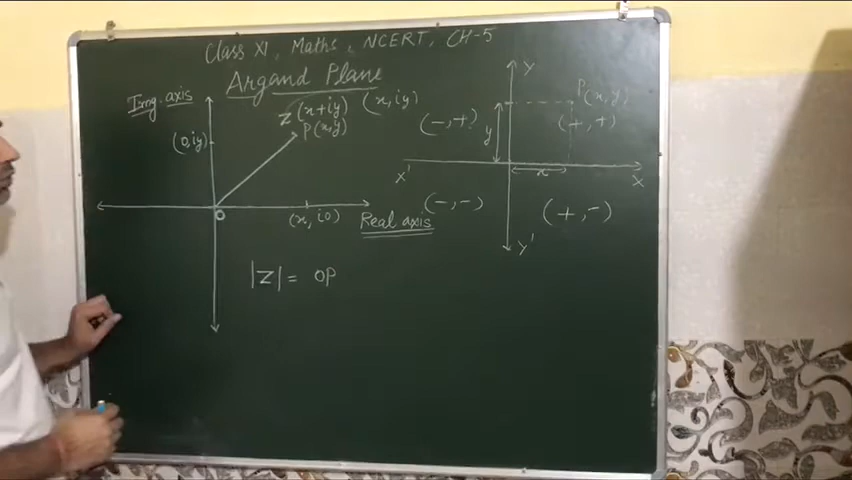 Class XI, Maths, NCERT, CH-5
Argand Plane
Img. axis
Z(x+iy) (x, iy)
P(x,y)
(0,iy)
O
(x, i0)
Real axis
|Z| = OP
Y
P(x, y)
(-,+)
(+,+)
y
x
X'
X
(-,-)
(+,-)
Y'